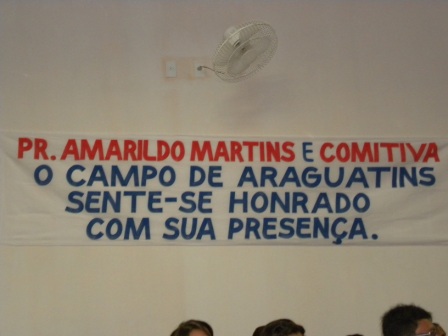 PR. AMARILDO MARTINS E COMITIVA
O CAMPO DE ARAGUATINS
SENTE-SE HONRADO
COM SUA PRESENÇA.